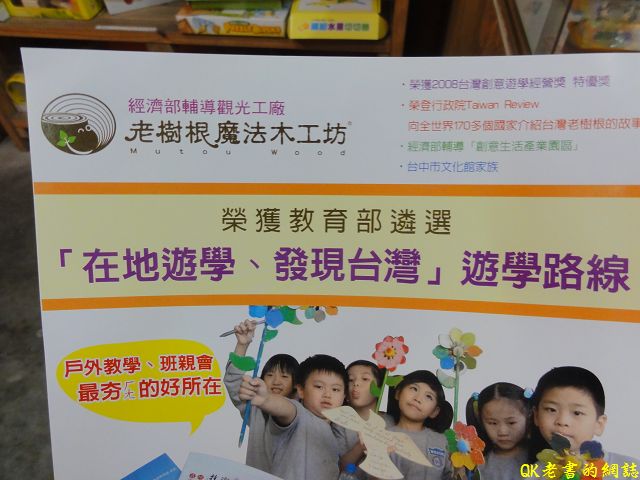 經濟部輔導觀光工廠
老樹根魔法木工坊
Mutou Wood
・榮獲2008台灣創意遊學經營獎 特優獎
・榮登行政院Taiwan Review
向全世界170多個國家介紹台灣老樹根的故事
・經濟部輔導「創意生活產業園區」
・台中市文化館家族
榮獲教育部遴選
「在地遊學、發現台灣」遊學路線
戶外教學、班親會
最夯「ㄤ」的好所在
QK老書的網誌